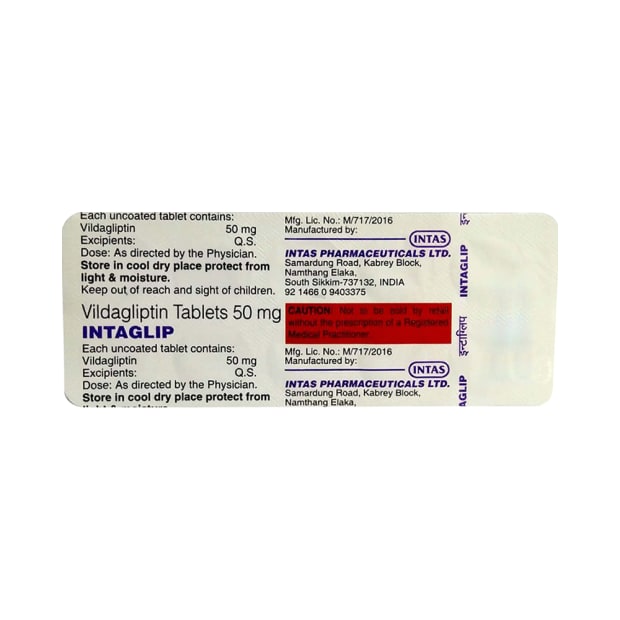 Each uncoated tablet contains:
Vildagliptin 50 mg
Excipients: Q.S.
Dose: As directed by the Physician.
Store in cool dry place protect from
light & moisture.
Keep out of reach and sight of children.
Vildagliptin Tablets 50 mg
INTAGLIP
Each uncoated tablet contains:
Vildagliptin 50 mg
Excipients: Q.S.
Dose: As directed by the Physician.
Store in cool dry place protect from
Mfg. Lic. No.: M/717/2016
Manufactured by:
INTAS
INTAS PHARMACEUTICALS LTD.
Samardung Road, Kabrey Block,
Namthang Elaka,
South Sikkim-737132, INDIA
92 1466 0 9403375
CAUTION: Not to be sold by retail
without the prescription of a Registered
Medical Practitioner.
Mfg. Lic. No.: M/717/2016
Manufactured by:
INTAS
INTAS PHARMACEUTICALS LTD.
Samardung Road, Kabrey Block,
Namthang Elaka,
INTAGLIP
इन्टाग्लिप
AGLIP